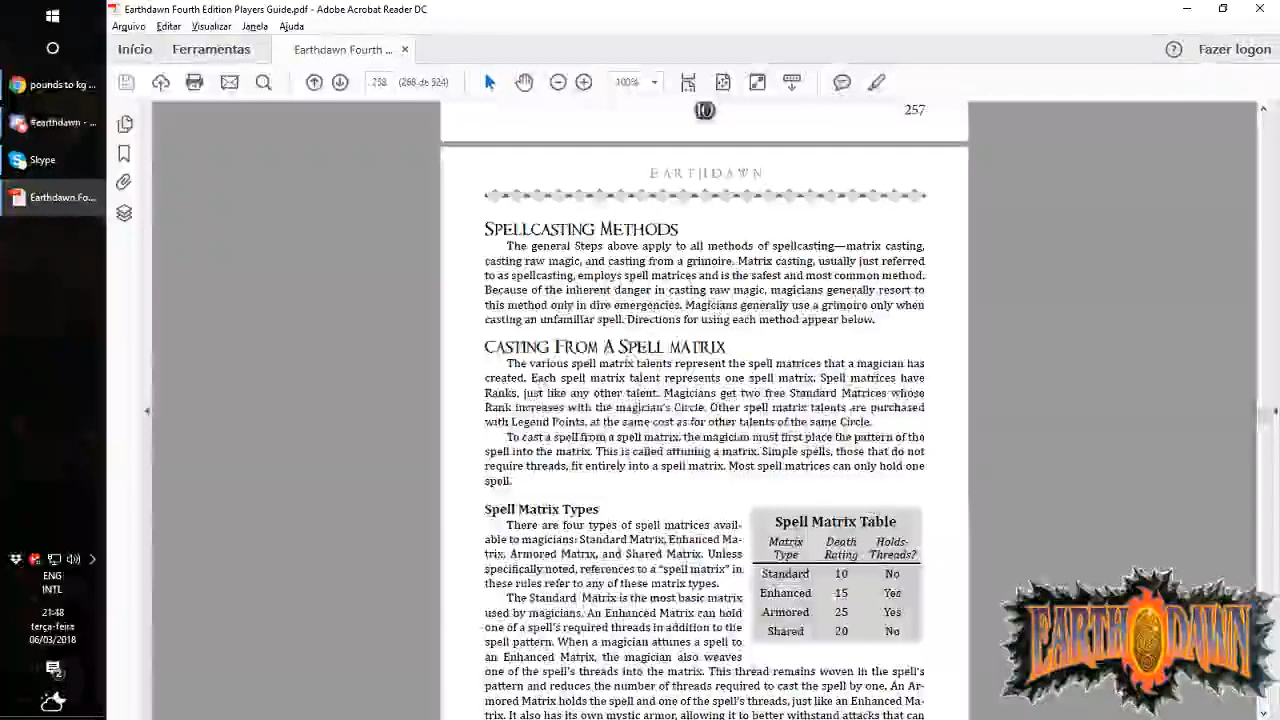 Earthdawn Fourth Edition Players Guide.pdf - Adobe Acrobat Reader DC
Arquivo Editar Visualizar Janela Ajuda
Início Ferramentas Earthdawn Fourth ... × Fazer logon
258 (266 de 524) 100%
pounds to kg ...
#earthdawn - ...
Skype
Earthdawn Fo...
257
EARTHDAWN
SPELLCASTING METHODS
The general Steps above apply to all methods of spellcasting—matrix casting,
casting raw magic, and casting from a grimoire. Matrix casting, usually just referred
to as spellcasting, employs spell matrices and is the safest and most common method.
Because of the inherent danger in casting raw magic, magicians generally resort to
this method only in dire emergencies. Magicians generally use a grimoire only when
casting an unfamiliar spell. Directions for using each method appear below.
CASTING FROM A SPELL MATRIX
The various spell matrix talents represent the spell matrices that a magician has
created. Each spell matrix talent represents one spell matrix. Spell matrices have
Ranks, just like any other talent. Magicians get two free Standard Matrices whose
Rank increases with the magician's Circle. Other spell matrix talents are purchased
with Legend Points, at the same cost as for other talents of the same Circle.
To cast a spell from a spell matrix, the magician must first place the pattern of the
spell into the matrix. This is called attuning a matrix. Simple spells, those that do not
require threads, fit entirely into a spell matrix. Most spell matrices can only hold one
spell.
Spell Matrix Types
There are four types of spell matrices avail-
able to magicians: Standard Matrix, Enhanced Ma-
trix, Armored Matrix, and Shared Matrix. Unless
specifically noted, references to a "spell matrix" in
these rules refer to any of these matrix types.
The Standard Matrix is the most basic matrix
used by magicians. An Enhanced Matrix can hold
one of a spell's required threads in addition to the
spell pattern. When a magician attunes a spell to
an Enhanced Matrix, the magician also weaves
one of the spell's threads into the matrix. This thread remains woven in the spell's
pattern and reduces the number of threads required to cast the spell by one. An Ar-
mored Matrix holds the spell and one of the spell's threads, just like an Enhanced Ma-
trix. It also has its own mystic armor, allowing it to better withstand attacks that can
Spell Matrix Table
Matrix Death Holds-
Type Rating Threads?
Standard 10 No
Enhanced 15 Yes
Armored 25 Yes
Shared 20 No
ENG
INTL
21:48
terça-feira
06/03/2018
2
EARTHDAWN